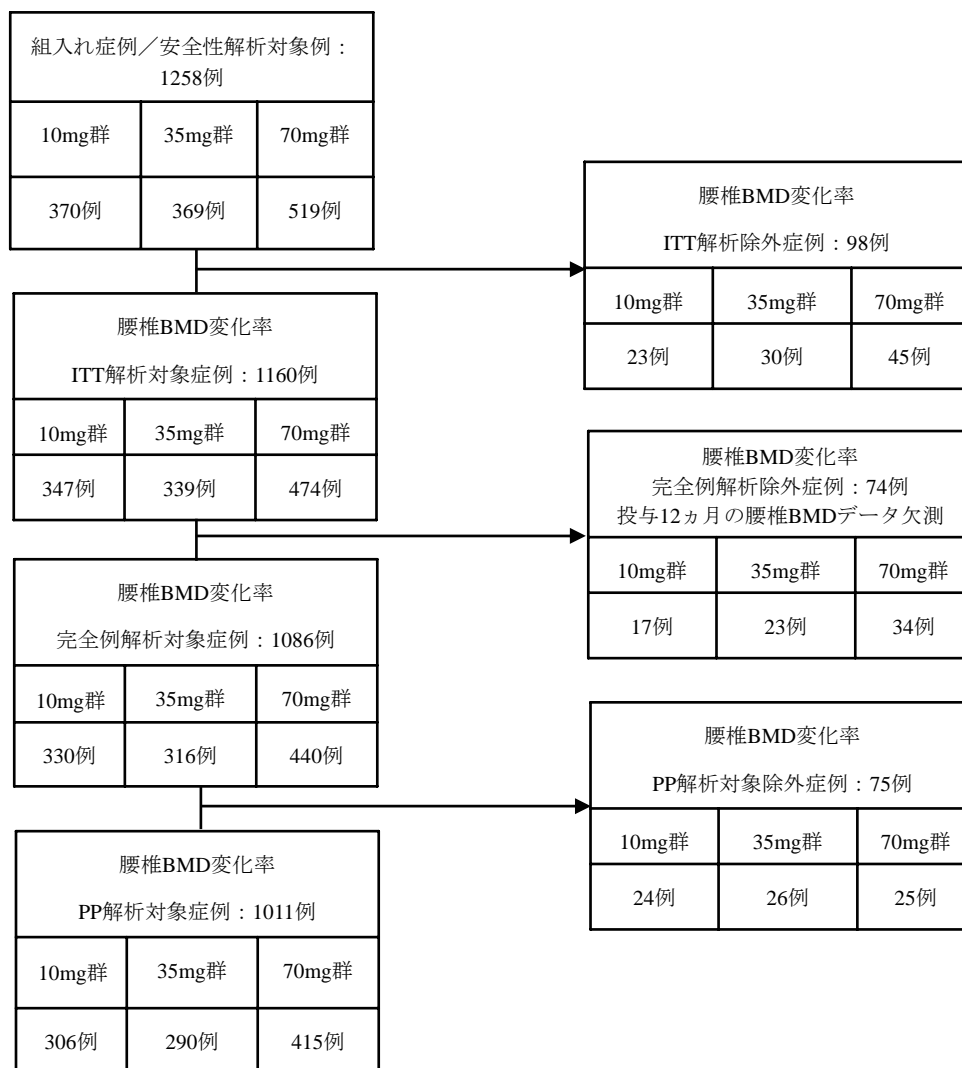 組入れ症例／安全性解析対象例：
1258例
10mg群 35mg群 70mg群
370例 369例 519例
腰椎BMD変化率
ITT解析除外症例：98例
10mg群 35mg群 70mg群
23例 30例 45例
腰椎BMD変化率
ITT解析対象症例：1160例
10mg群 35mg群 70mg群
347例 339例 474例
腰椎BMD変化率
完全例解析除外症例：74例
投与12ヵ月の腰椎BMDデータ欠測
10mg群 35mg群 70mg群
17例 23例 34例
腰椎BMD変化率
完全例解析対象症例：1086例
10mg群 35mg群 70mg群
330例 316例 440例
腰椎BMD変化率
PP解析対象除外症例：75例
10mg群 35mg群 70mg群
24例 26例 25例
腰椎BMD変化率
PP解析対象症例：1011例
10mg群 35mg群 70mg群
306例 290例 415例